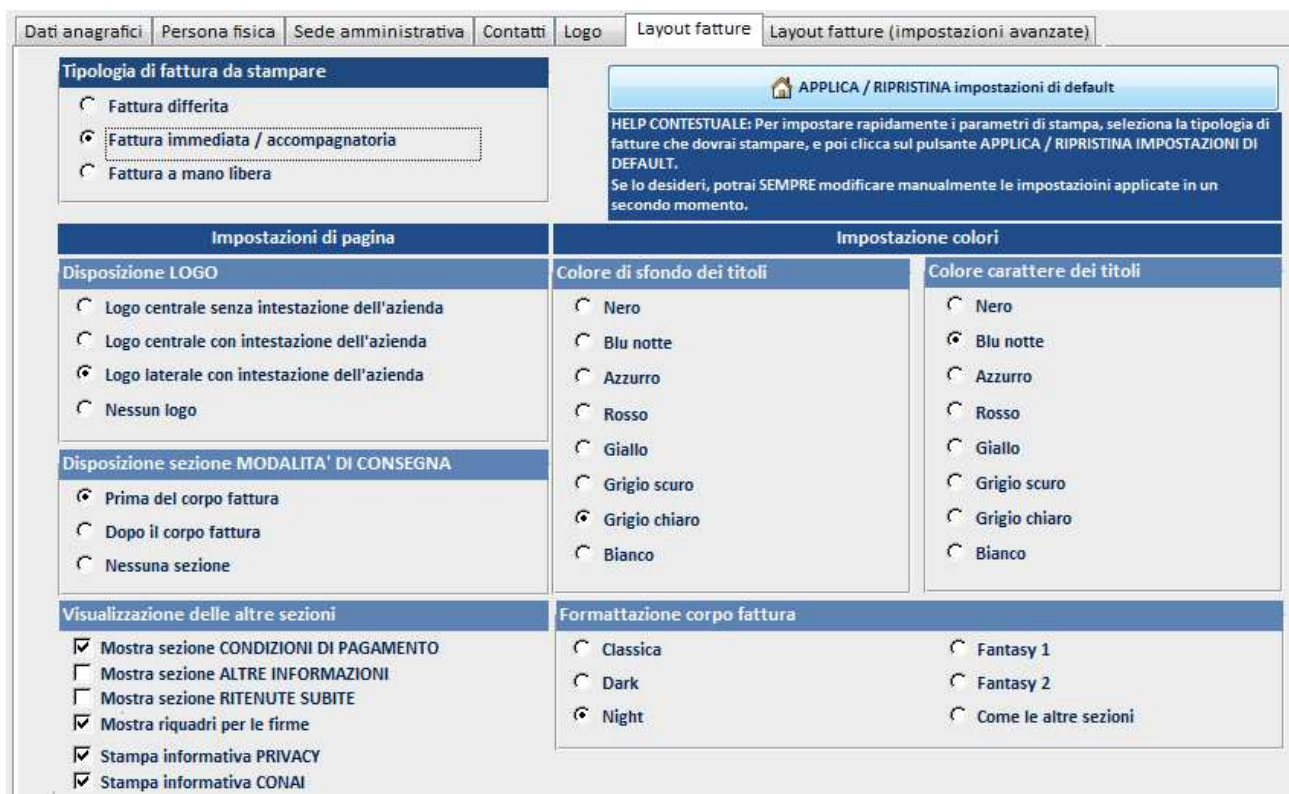 Dati anagrafici
Persona fisica
Sede amministrativa
Contatti
Logo
Layout fatture
Layout fatture (impostazioni avanzate)
Tipologia di fattura da stampare
Fattura differita
Fattura immediata / accompagnatoria
Fattura a mano libera
APPLICA / RIPRISTINA impostazioni di default
HELP CONTESTUALE: Per impostare rapidamente i parametri di stampa, seleziona la tipologia di
fatture che dovrai stampare, e poi clicca sul pulsante APPLICA / RIPRISTINA IMPOSTAZIONI DI
DEFAULT.
Se lo desideri, potrai SEMPRE modificare manualmente le impostazioini applicate in un
secondo momento.
Impostazioni di pagina
Disposizione LOGO
Logo centrale senza intestazione dell'azienda
Logo centrale con intestazione dell'azienda
Logo laterale con intestazione dell'azienda
Nessun logo
Disposizione sezione MODALITA' DI CONSEGNA
Prima del corpo fattura
Dopo il corpo fattura
Nessuna sezione
Visualizzazione delle altre sezioni
Mostra sezione CONDIZIONI DI PAGAMENTO
Mostra sezione ALTRE INFORMAZIONI
Mostra sezione RITENUTE SUBITE
Mostra riquadri per le firme
Stampa informativa PRIVACY
Stampa informativa CONAI
Impostazione colori
Colore di sfondo dei titoli
Nero
Blu notte
Azzurro
Rosso
Giallo
Grigio scuro
Grigio chiaro
Bianco
Colore carattere dei titoli
Nero
Blu notte
Azzurro
Rosso
Giallo
Grigio scuro
Grigio chiaro
Bianco
Formattazione corpo fattura
Classica
Dark
Night
Fantasy 1
Fantasy 2
Come le altre sezioni